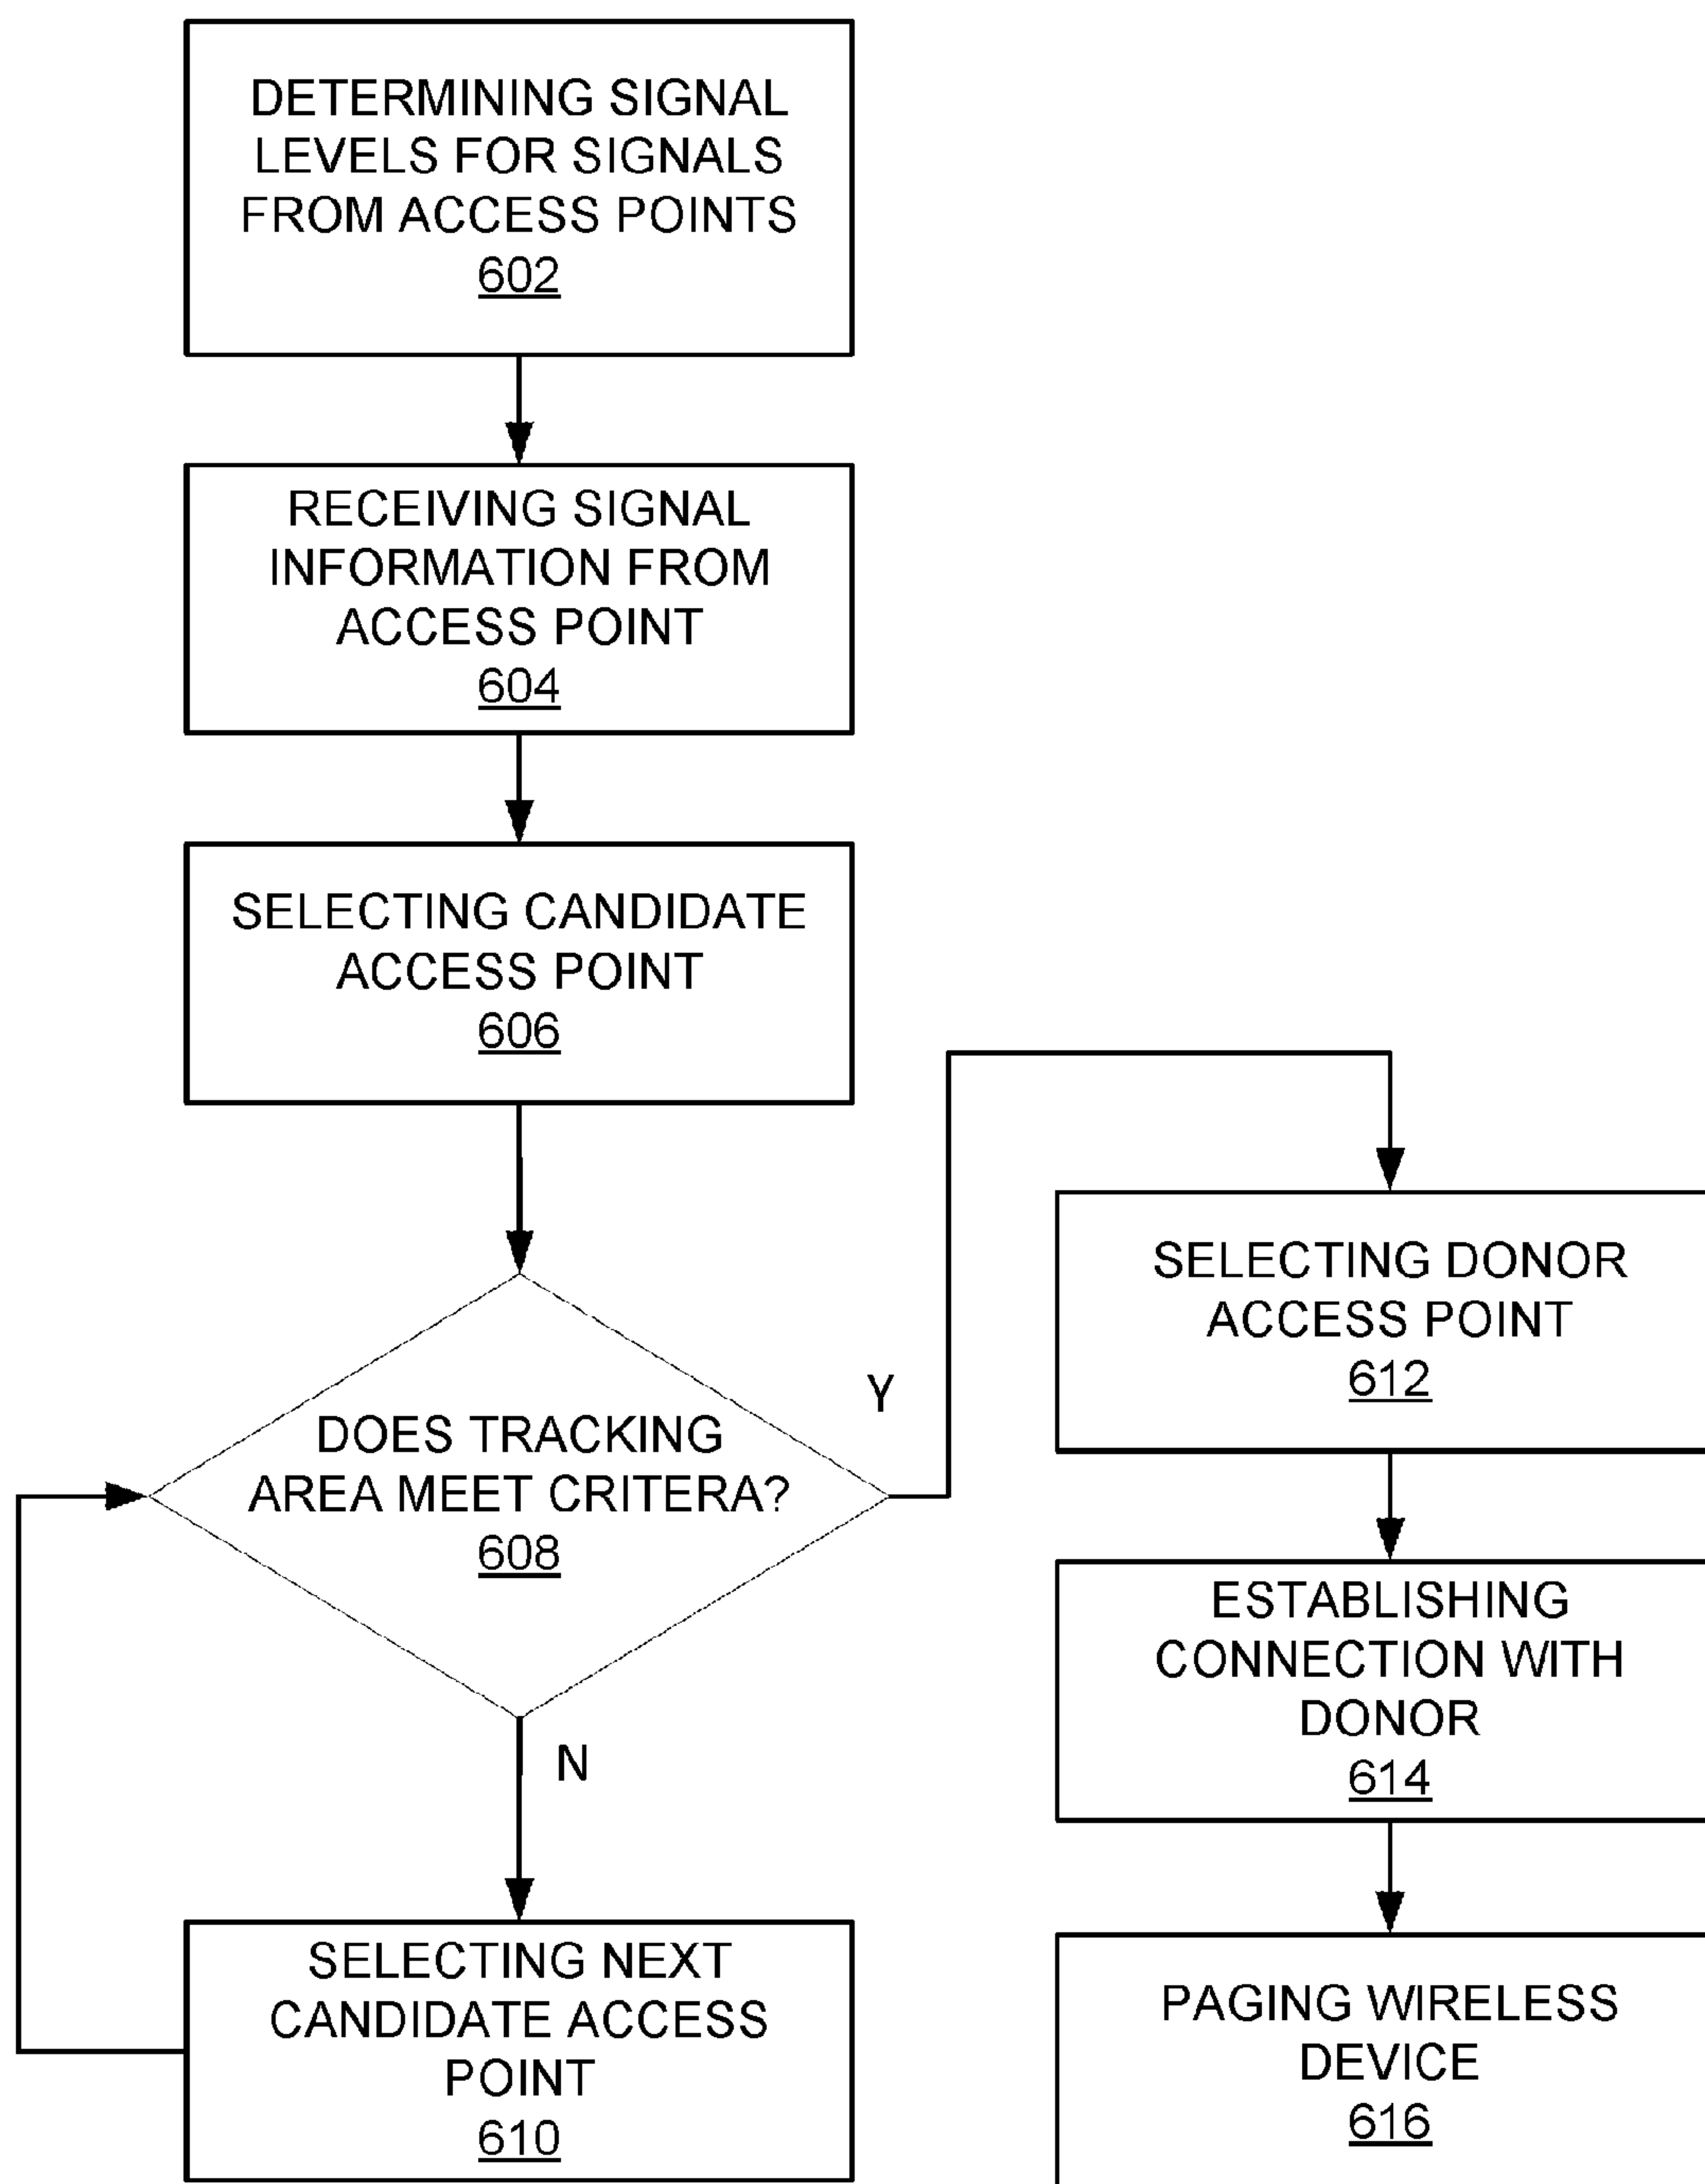 DETERMINING SIGNAL
LEVELS FOR SIGNALS
FROM ACCESS POINTS
602
RECEIVING SIGNAL
INFORMATION FROM
ACCESS POINT
604
SELECTING CANDIDATE
ACCESS POINT
606
DOES TRACKING
AREA MEET CRITERA?
608
Y
N
SELECTING NEXT
CANDIDATE ACCESS
POINT
610
SELECTING DONOR
ACCESS POINT
612
ESTABLISHING
CONNECTION WITH
DONOR
614
PAGING WIRELESS
DEVICE
616